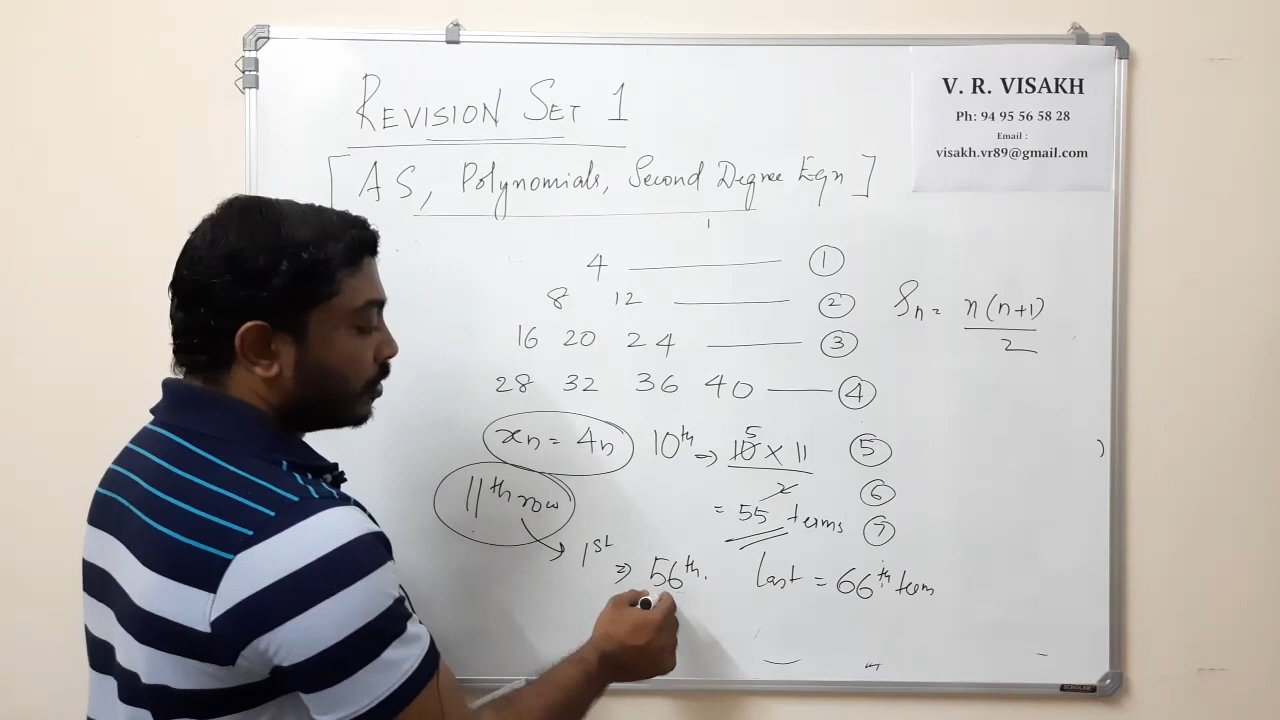 REVISION SET 1
[AS, Polynomials, Second Degree Eqn]
V. R. VISAKH
Ph: 94 95 56 58 28
Email :
visakh.vr89@gmail.com
4 ——— ①
8 12 ——— ②
16 20 24 ——— ③
28 32 36 40 ——— ④
Sn = n(n+1)/2
xn = 4n
10th ⇒ 10 5 × 11 / 2
= 55 terms
⑤
⑥
⑦
11th row
1st ⇒ 56th.
last = 66th term
SCHOLAR